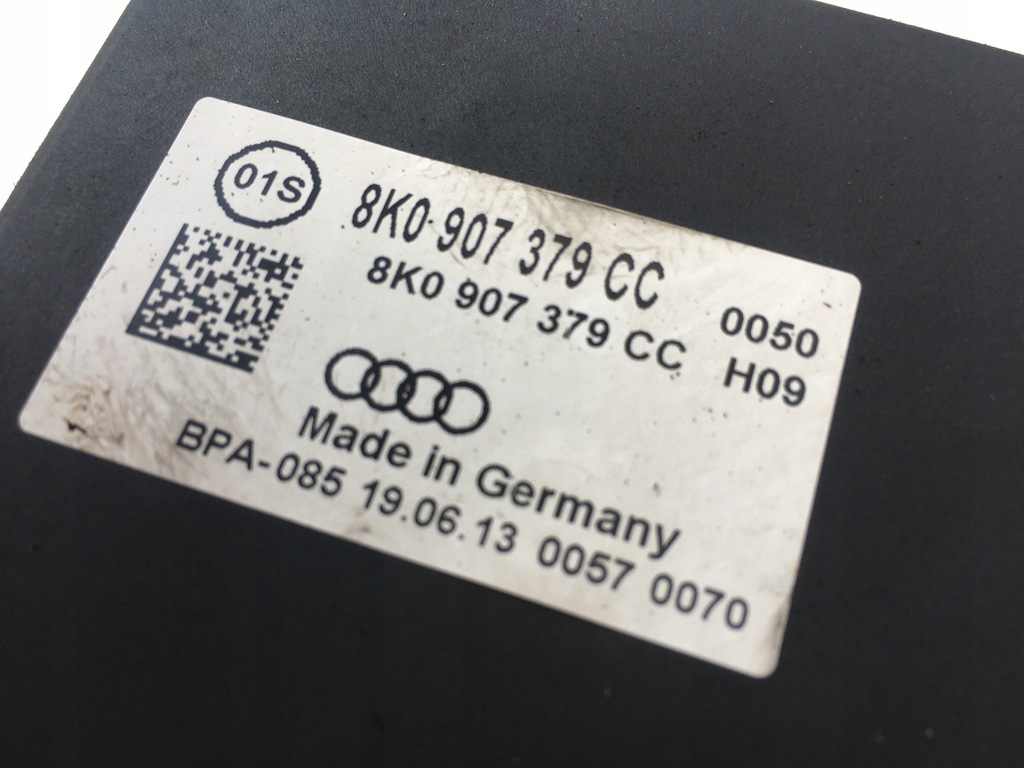 01S
8K0 907 379 CC
8K0 907 379 CC
0050
H09
Made in Germany
BPA-085 19.06.13 0057 0070